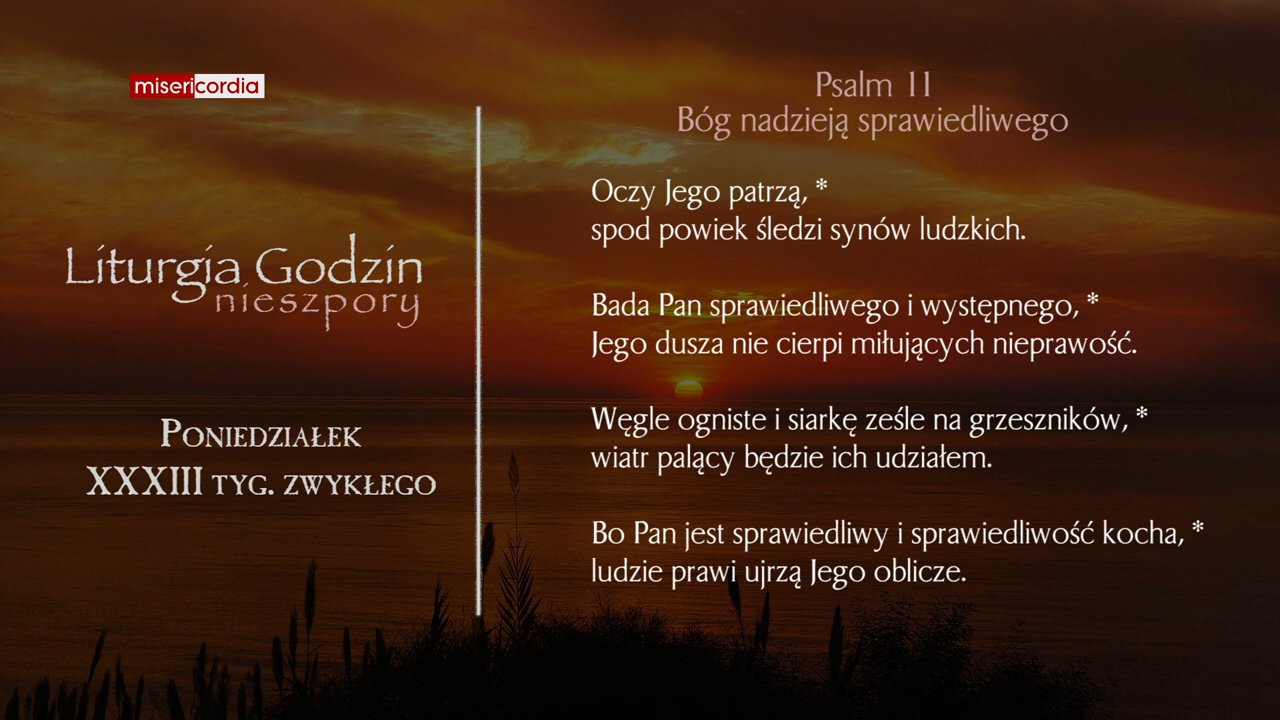 misericordia
Liturgia Godzin
nieszpory
Poniedziałek
XXXIII tyg. zwykłego
Psalm 11
Bóg nadzieją sprawiedliwego
Oczy Jego patrzą, *
spod powiek śledzi synów ludzkich.
Bada Pan sprawiedliwego i występnego, *
Jego dusza nie cierpi miłujących nieprawość.
Węgle ogniste i siarkę ześle na grzeszników, *
wiatr palący będzie ich udziałem.
Bo Pan jest sprawiedliwy i sprawiedliwość kocha, *
ludzie prawi ujrzą Jego oblicze.